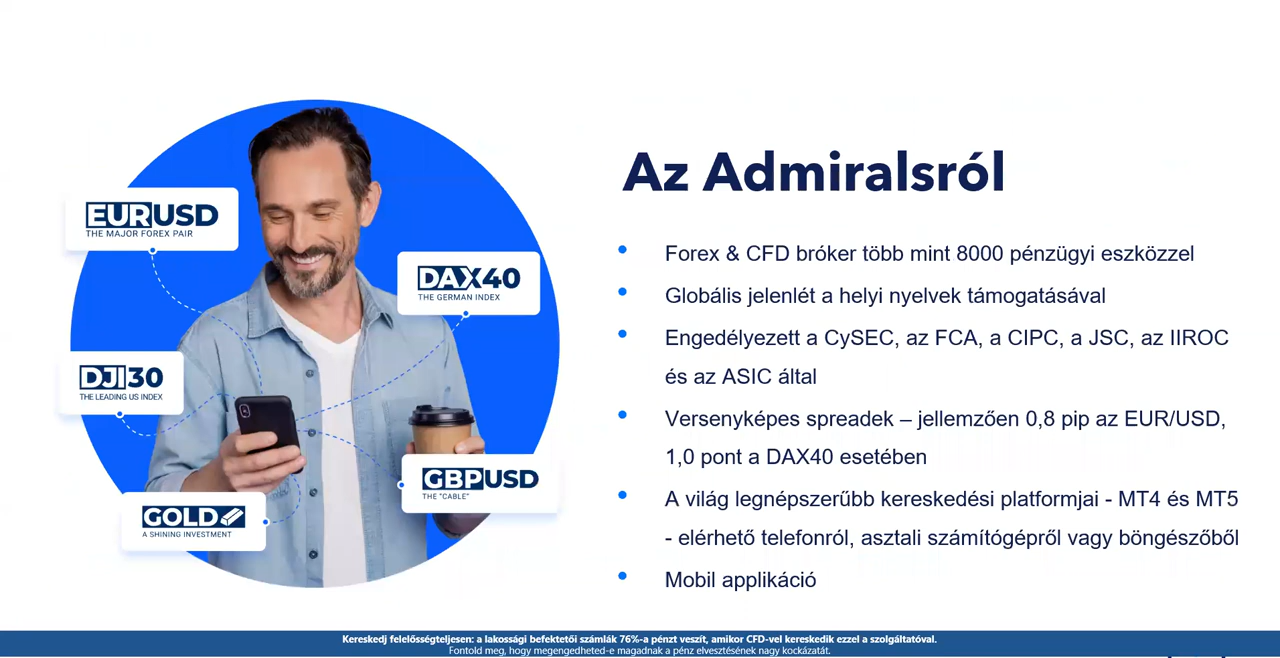 Az Admiralsról
EURUSD
THE MAJOR FOREX PAIR
DAX40
THE GERMAN INDEX
DJI30
THE LEADING US INDEX
GBPUSD
THE "CABLE"
GOLD
A SHINING INVESTMENT
Forex & CFD bróker több mint 8000 pénzügyi eszközzel
Globális jelenlét a helyi nyelvek támogatásával
Engedélyezett a CySEC, az FCA, a CIPC, a JSC, az IIROC
és az ASIC által
Versenyképes spreadek – jellemzően 0,8 pip az EUR/USD,
1,0 pont a DAX40 esetében
A világ legnépszerűbb kereskedési platformjai - MT4 és MT5
- elérhető telefonról, asztali számítógépről vagy böngészőből
Mobil applikáció
Kereskedj felelősségteljesen: a lakossági befektetői számlák 76%-a pénzt veszít, amikor CFD-vel kereskedik ezzel a szolgáltatóval.
Fontold meg, hogy megengedheted-e magadnak a pénz elvesztésének nagy kockázatát.